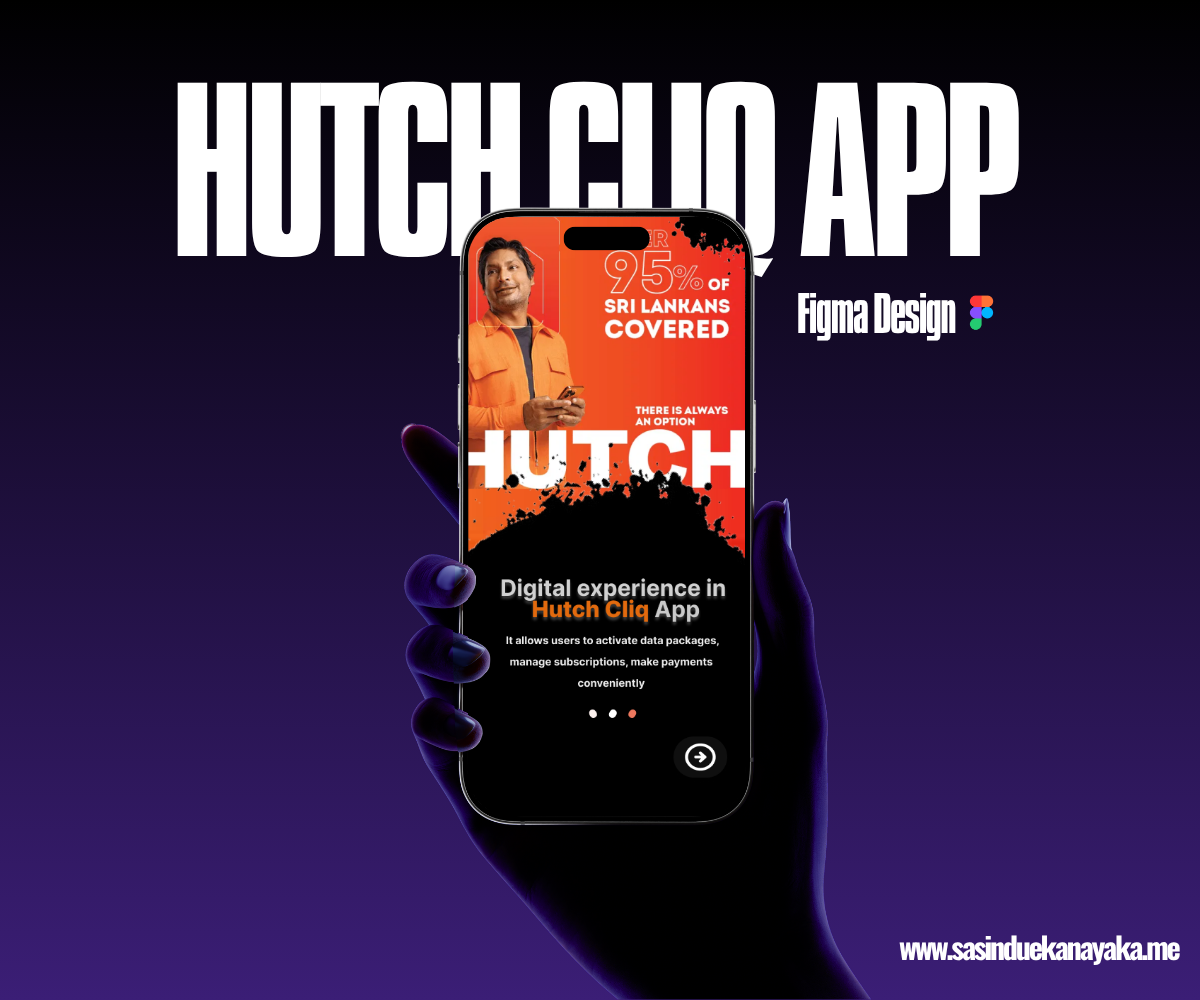 HUTCH CLIQ APP
Figma Design
95% OF
SRI LANKANS
COVERED
THERE IS ALWAYS
AN OPTION
HUTCH
Digital experience in
Hutch Cliq App
It allows users to activate data packages,
manage subscriptions, make payments
conveniently
www.sasinduekanayaka.me